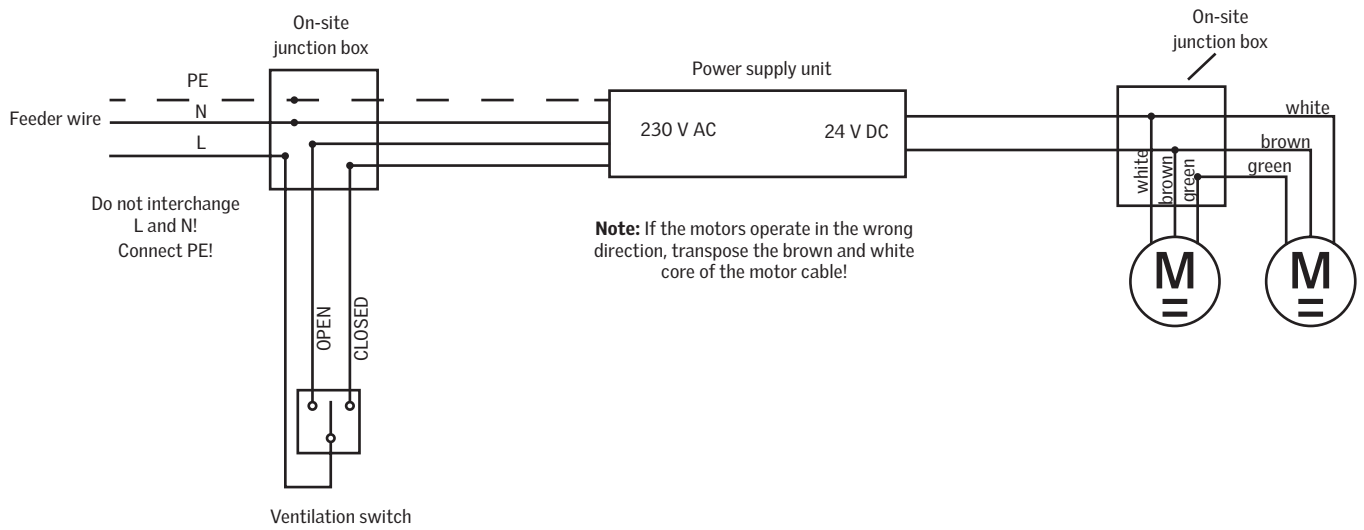 On-site
junction box
On-site
junction box
Power supply unit
PE
Feeder wire
N
L
230 V AC
24 V DC
white
brown
green
white
brown
green
Do not interchange
L and N!
Connect PE!
Note: If the motors operate in the wrong
direction, transpose the brown and white
core of the motor cable!
M
M
OPEN
CLOSED
Ventilation switch